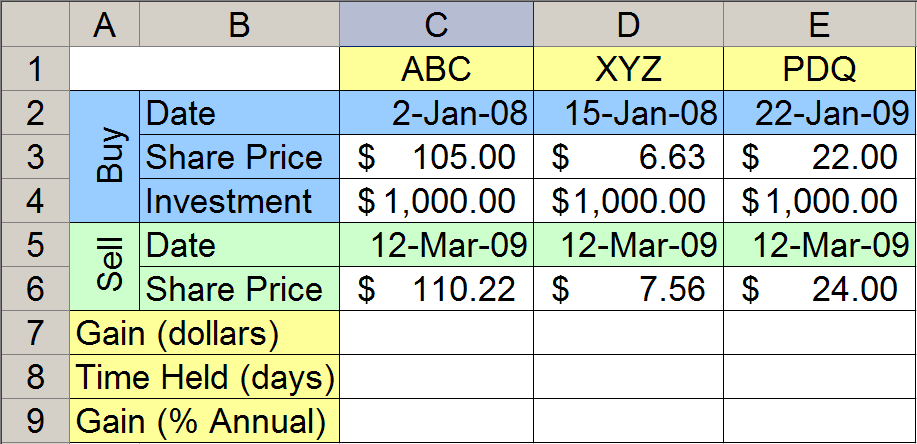 A B C D E
1 ABC XYZ PDQ
2 Buy Date 2-Jan-08 15-Jan-08 22-Jan-09
3 Share Price $ 105.00 $ 6.63 $ 22.00
4 Investment $ 1,000.00 $1,000.00 $1,000.00
5 Sell Date 12-Mar-09 12-Mar-09 12-Mar-09
6 Share Price $ 110.22 $ 7.56 $ 24.00
7 Gain (dollars)
8 Time Held (days)
9 Gain (% Annual)